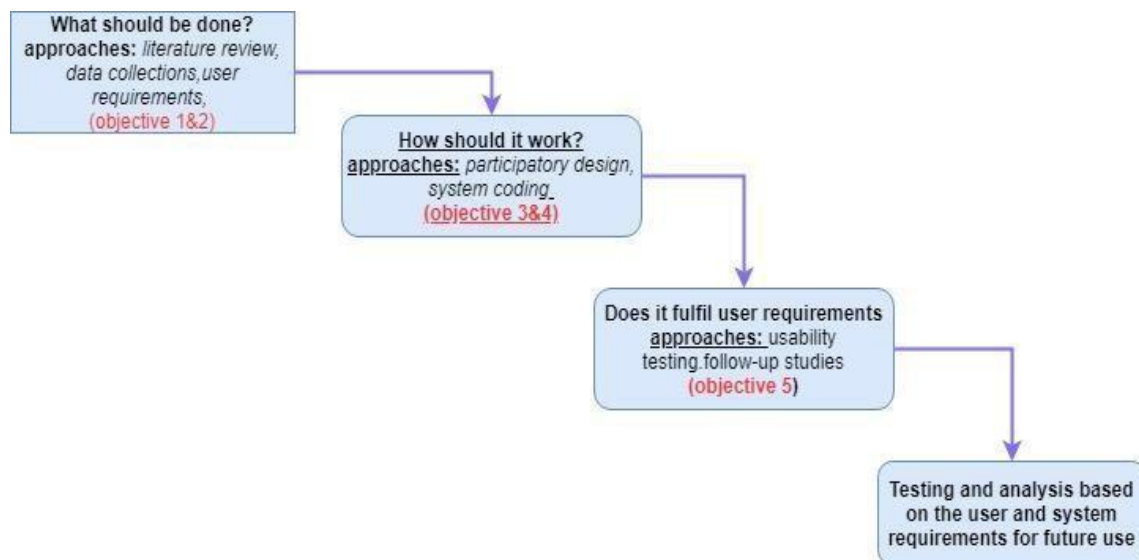 What should be done?
approaches: literature review,
data collections,user
requirements,
(objective 1&2)
How should it work?
approaches: participatory design,
system coding
(objective 3&4)
Does it fulfil user requirements
approaches: usability
testing.follow-up studies
(objective 5)
Testing and analysis based
on the user and system
requirements for future use